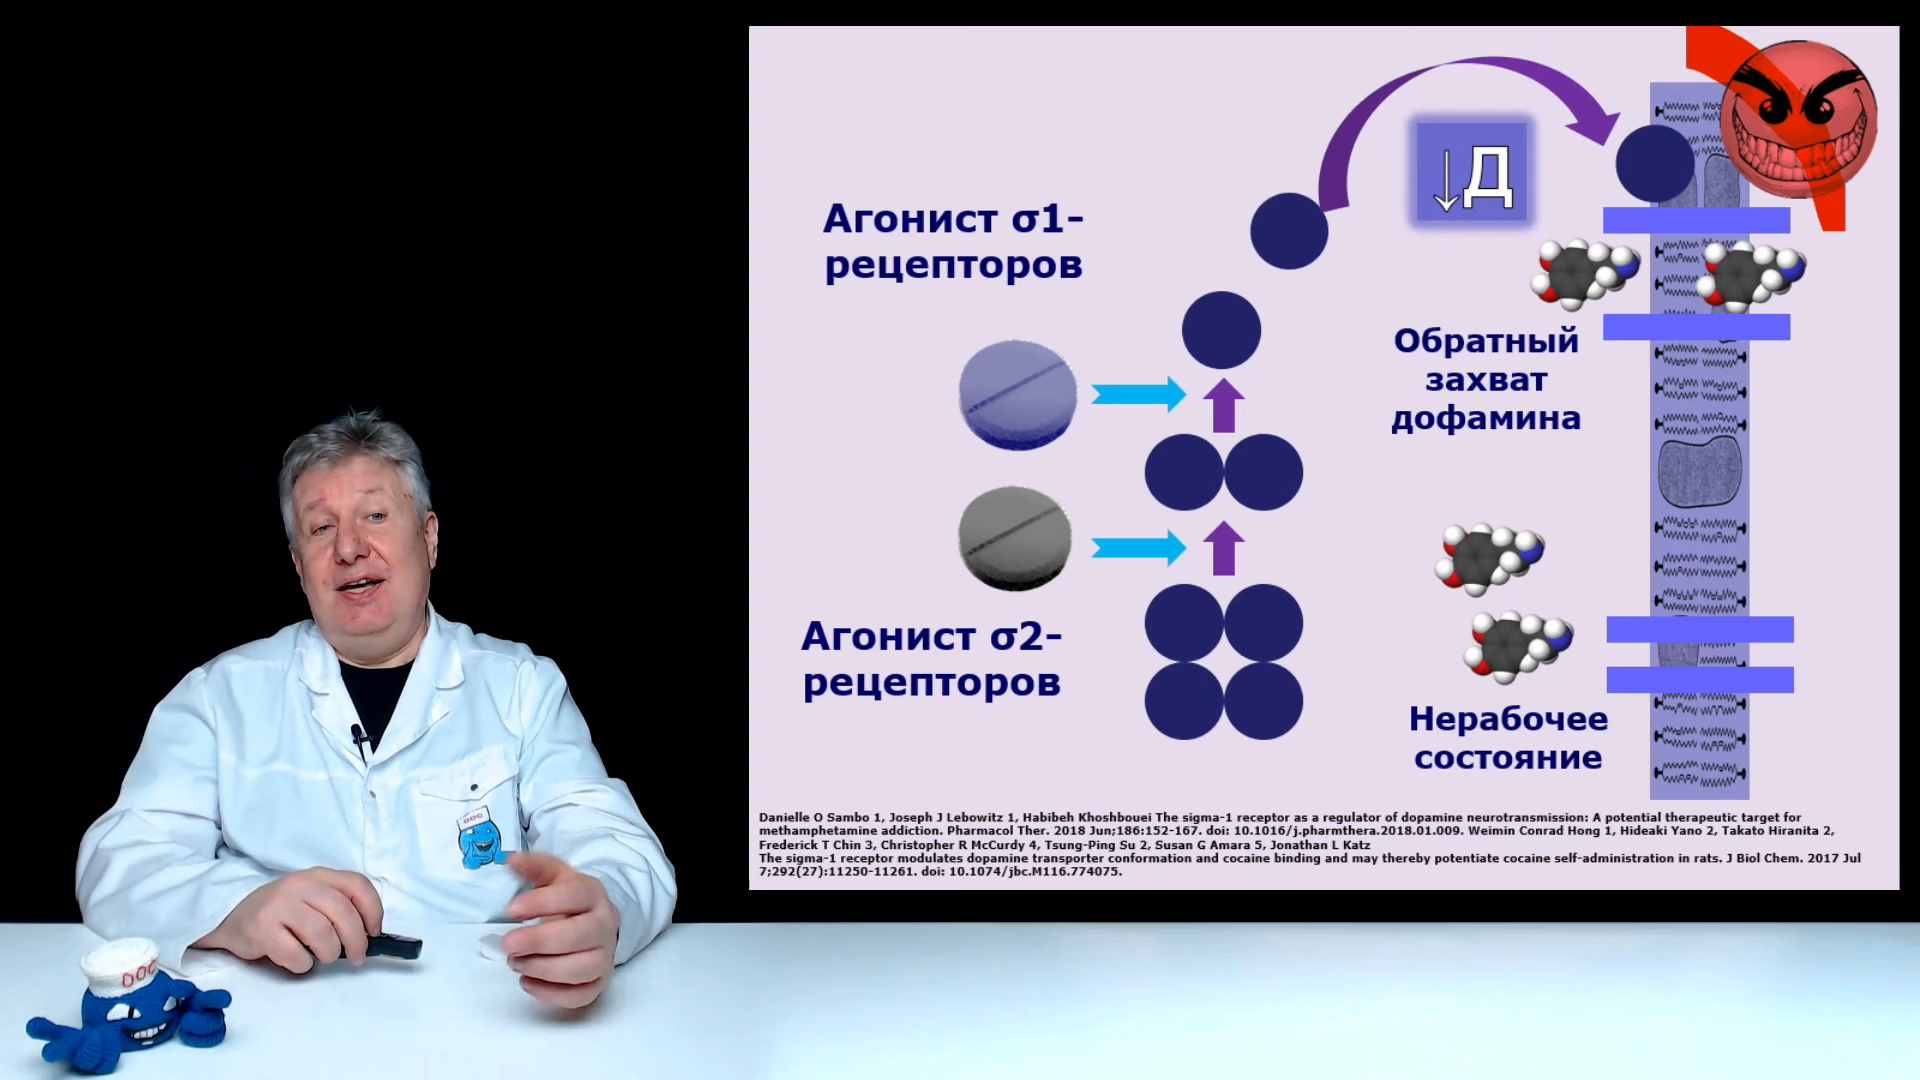 Агонист σ1-
рецепторов
↓Д
Обратный
захват
дофамина
Агонист σ2-
рецепторов
Нерабочее
состояние
Danielle O Sambo 1, Joseph J Lebowitz 1, Habibeh Khoshbouei The sigma-1 receptor as a regulator of dopamine neurotransmission: A potential therapeutic target for
methamphetamine addiction. Pharmacol Ther. 2018 Jun;186:152-167. doi: 10.1016/j.pharmthera.2018.01.009. Weimin Conrad Hong 1, Hideaki Yano 2, Takato Hiranita 2,
Frederick T Chin 3, Christopher R McCurdy 4, Tsung-Ping Su 2, Susan G Amara 5, Jonathan L Katz
The sigma-1 receptor modulates dopamine transporter conformation and cocaine binding and may thereby potentiate cocaine self-administration in rats. J Biol Chem. 2017 Jul
7;292(27):11250-11261. doi: 10.1074/jbc.M116.774075.
DOC
DOC